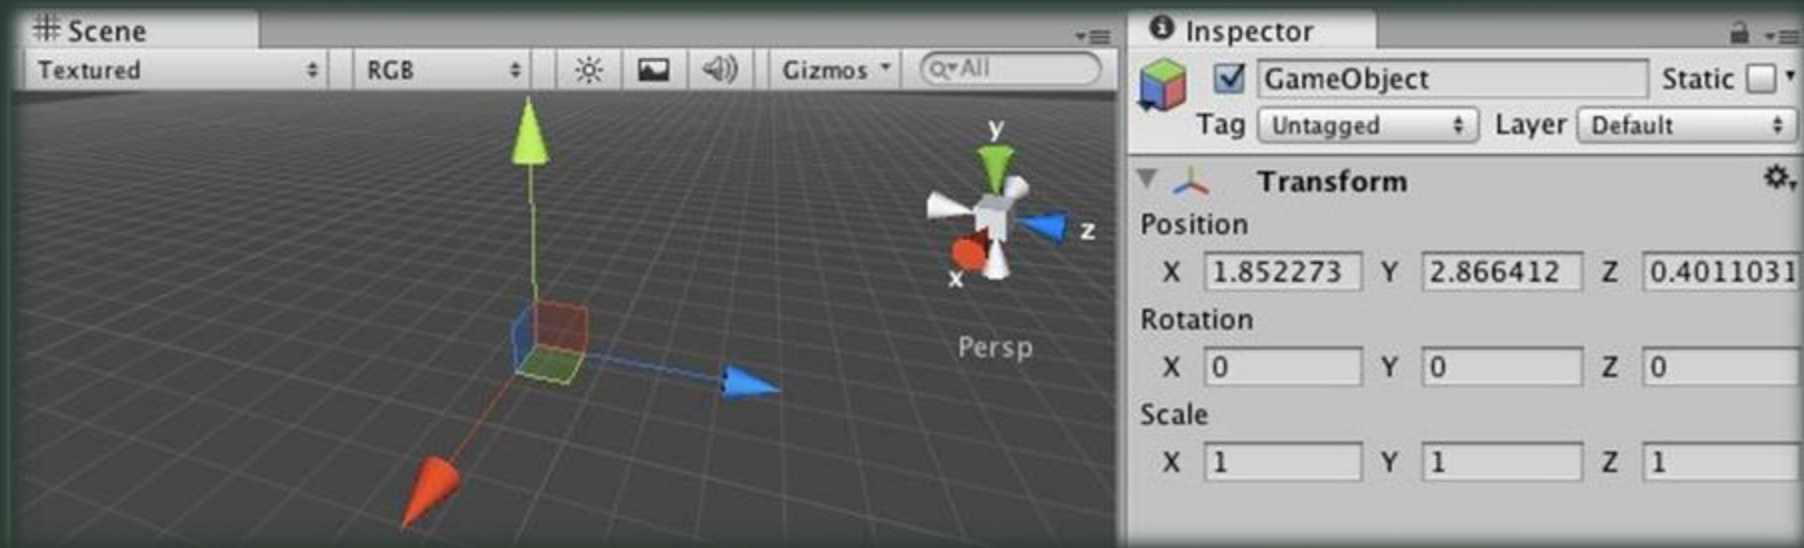 Scene
Textured RGB Gizmos All
y
z
x
Persp
Inspector
GameObject Static
Tag Untagged Layer Default
Transform
Position
X 1.852273 Y 2.866412 Z 0.4011031
Rotation
X 0 Y 0 Z 0
Scale
X 1 Y 1 Z 1